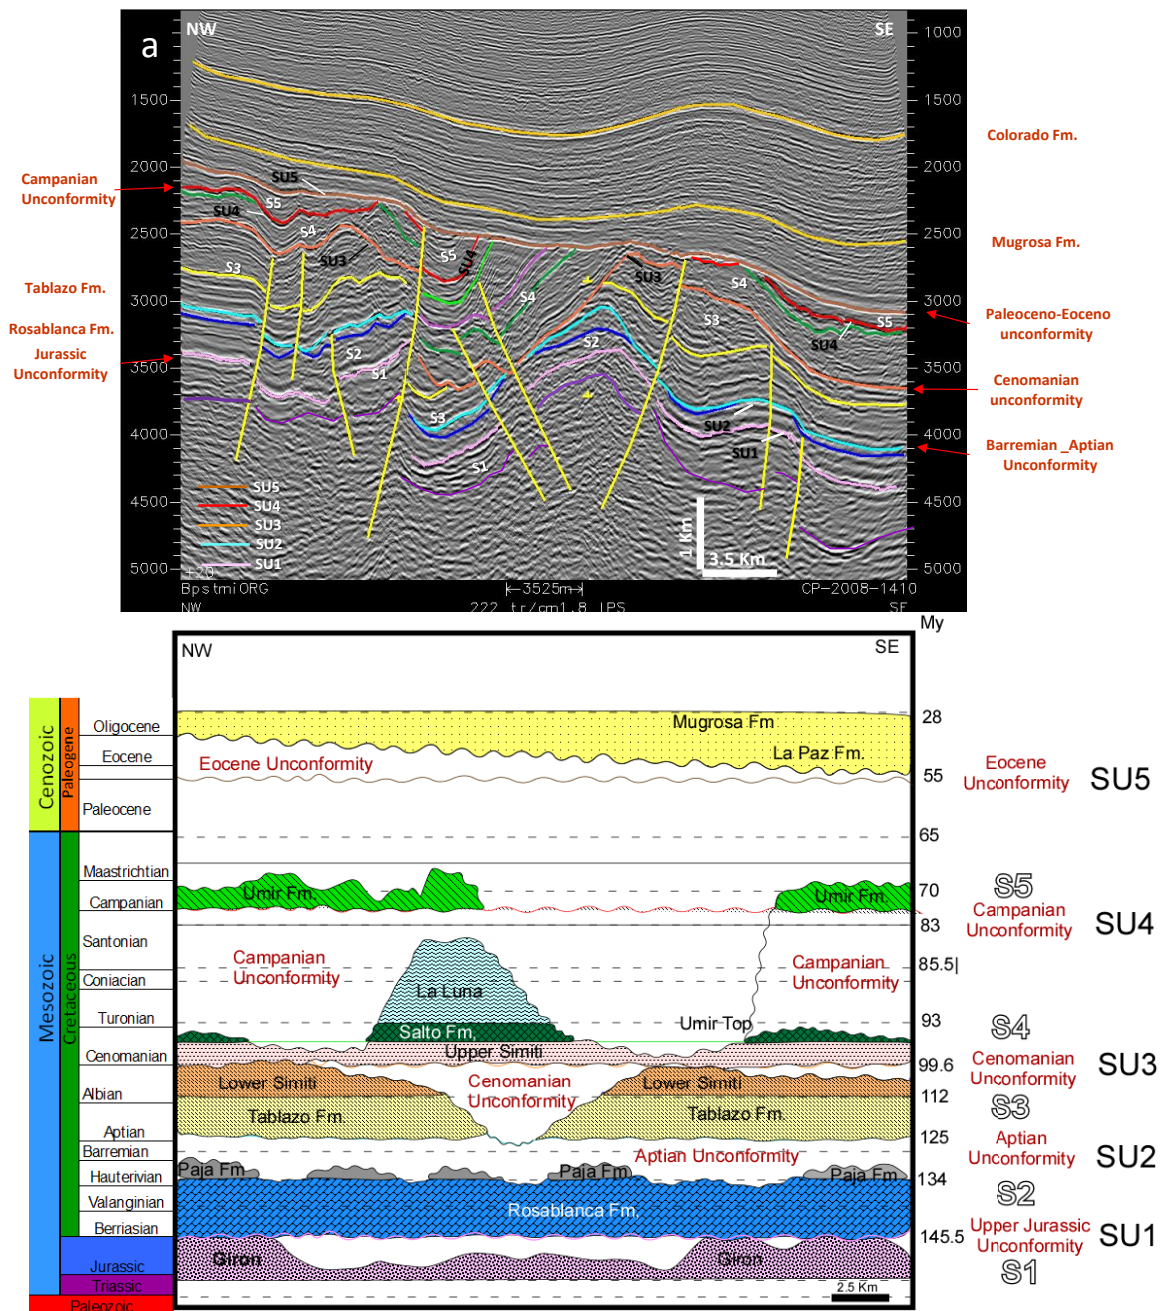 a
NW
SE
1000
1500
1500
2000
2000
2500
2500
3000
3000
3500
3500
4000
4000
4500
4500
5000
5000
Colorado Fm.
Mugrosa Fm.
Paleoceno-Eoceno
unconformity
Cenomanian
unconformity
Barremian _Aptian
Unconformity
Campanian
Unconformity
Tablazo Fm.
Rosablanca Fm.
Jurassic
Unconformity
SU5
SU4
S5
S4
SU3
S3
S2
S1
S5
SU4
S4
S3
S1
S2
SU3
S4
S3
SU4
S5
SU2
SU1
SU5
SU4
SU3
SU2
SU1
1 Km
3.5 Km
+20
BpstmiORG
3525m
CP-2008-1410
NW
222 tr/cm1.8 IPS
SE
My
NW
SE
Cenozoic
Mesozoic
Paleogene
Cretaceous
Oligocene
Eocene
Paleocene
Maastrichtian
Campanian
Santonian
Coniacian
Turonian
Cenomanian
Albian
Aptian
Barremian
Hauterivian
Valanginian
Berriasian
Jurassic
Triassic
Paleozoic
Mugrosa Fm
La Paz Fm.
Eocene Unconformity
Umir Fm.
Umir Fm.
Campanian
Unconformity
Campanian
Unconformity
La Luna
Salto Fm,
Umir Top
Upper Simiti
Lower Simiti
Cenomanian
Unconformity
Lower Simiti
Tablazo Fm.
Tablazo Fm.
Aptian Unconformity
Paja Fm
Paja Fm
Paja Fm
Rosablanca Fm,
Giron
Giron
2.5 Km
28
55
65
70
83
85.5|
93
99.6
112
125
134
145.5
Eocene
Unconformity
SU5
S5
Campanian
Unconformity
SU4
S4
Cenomanian
Unconformity
SU3
S3
Aptian
Unconformity
SU2
S2
Upper Jurassic
Unconformity
SU1
S1